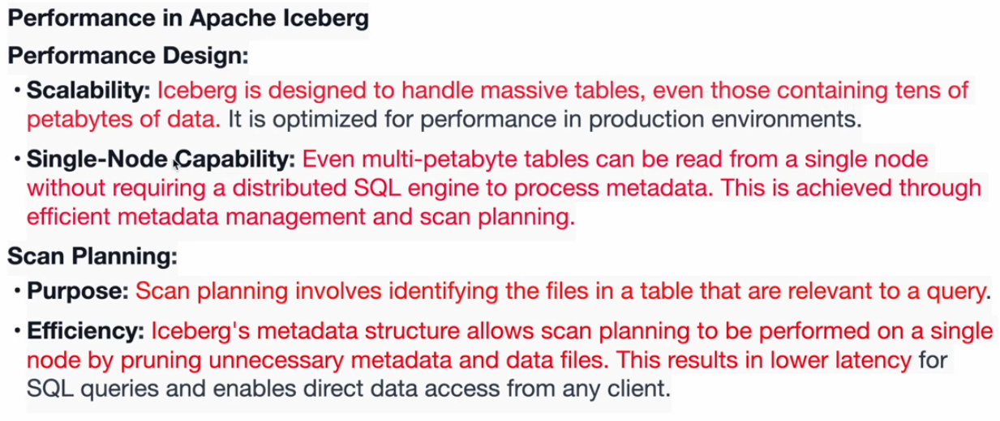 Performance in Apache Iceberg
Performance Design:
• Scalability: Iceberg is designed to handle massive tables, even those containing tens of
petabytes of data. It is optimized for performance in production environments.
• Single-Node Capability: Even multi-petabyte tables can be read from a single node
without requiring a distributed SQL engine to process metadata. This is achieved through
efficient metadata management and scan planning.
Scan Planning:
• Purpose: Scan planning involves identifying the files in a table that are relevant to a query.
• Efficiency: Iceberg's metadata structure allows scan planning to be performed on a single
node by pruning unnecessary metadata and data files. This results in lower latency for
SQL queries and enables direct data access from any client.